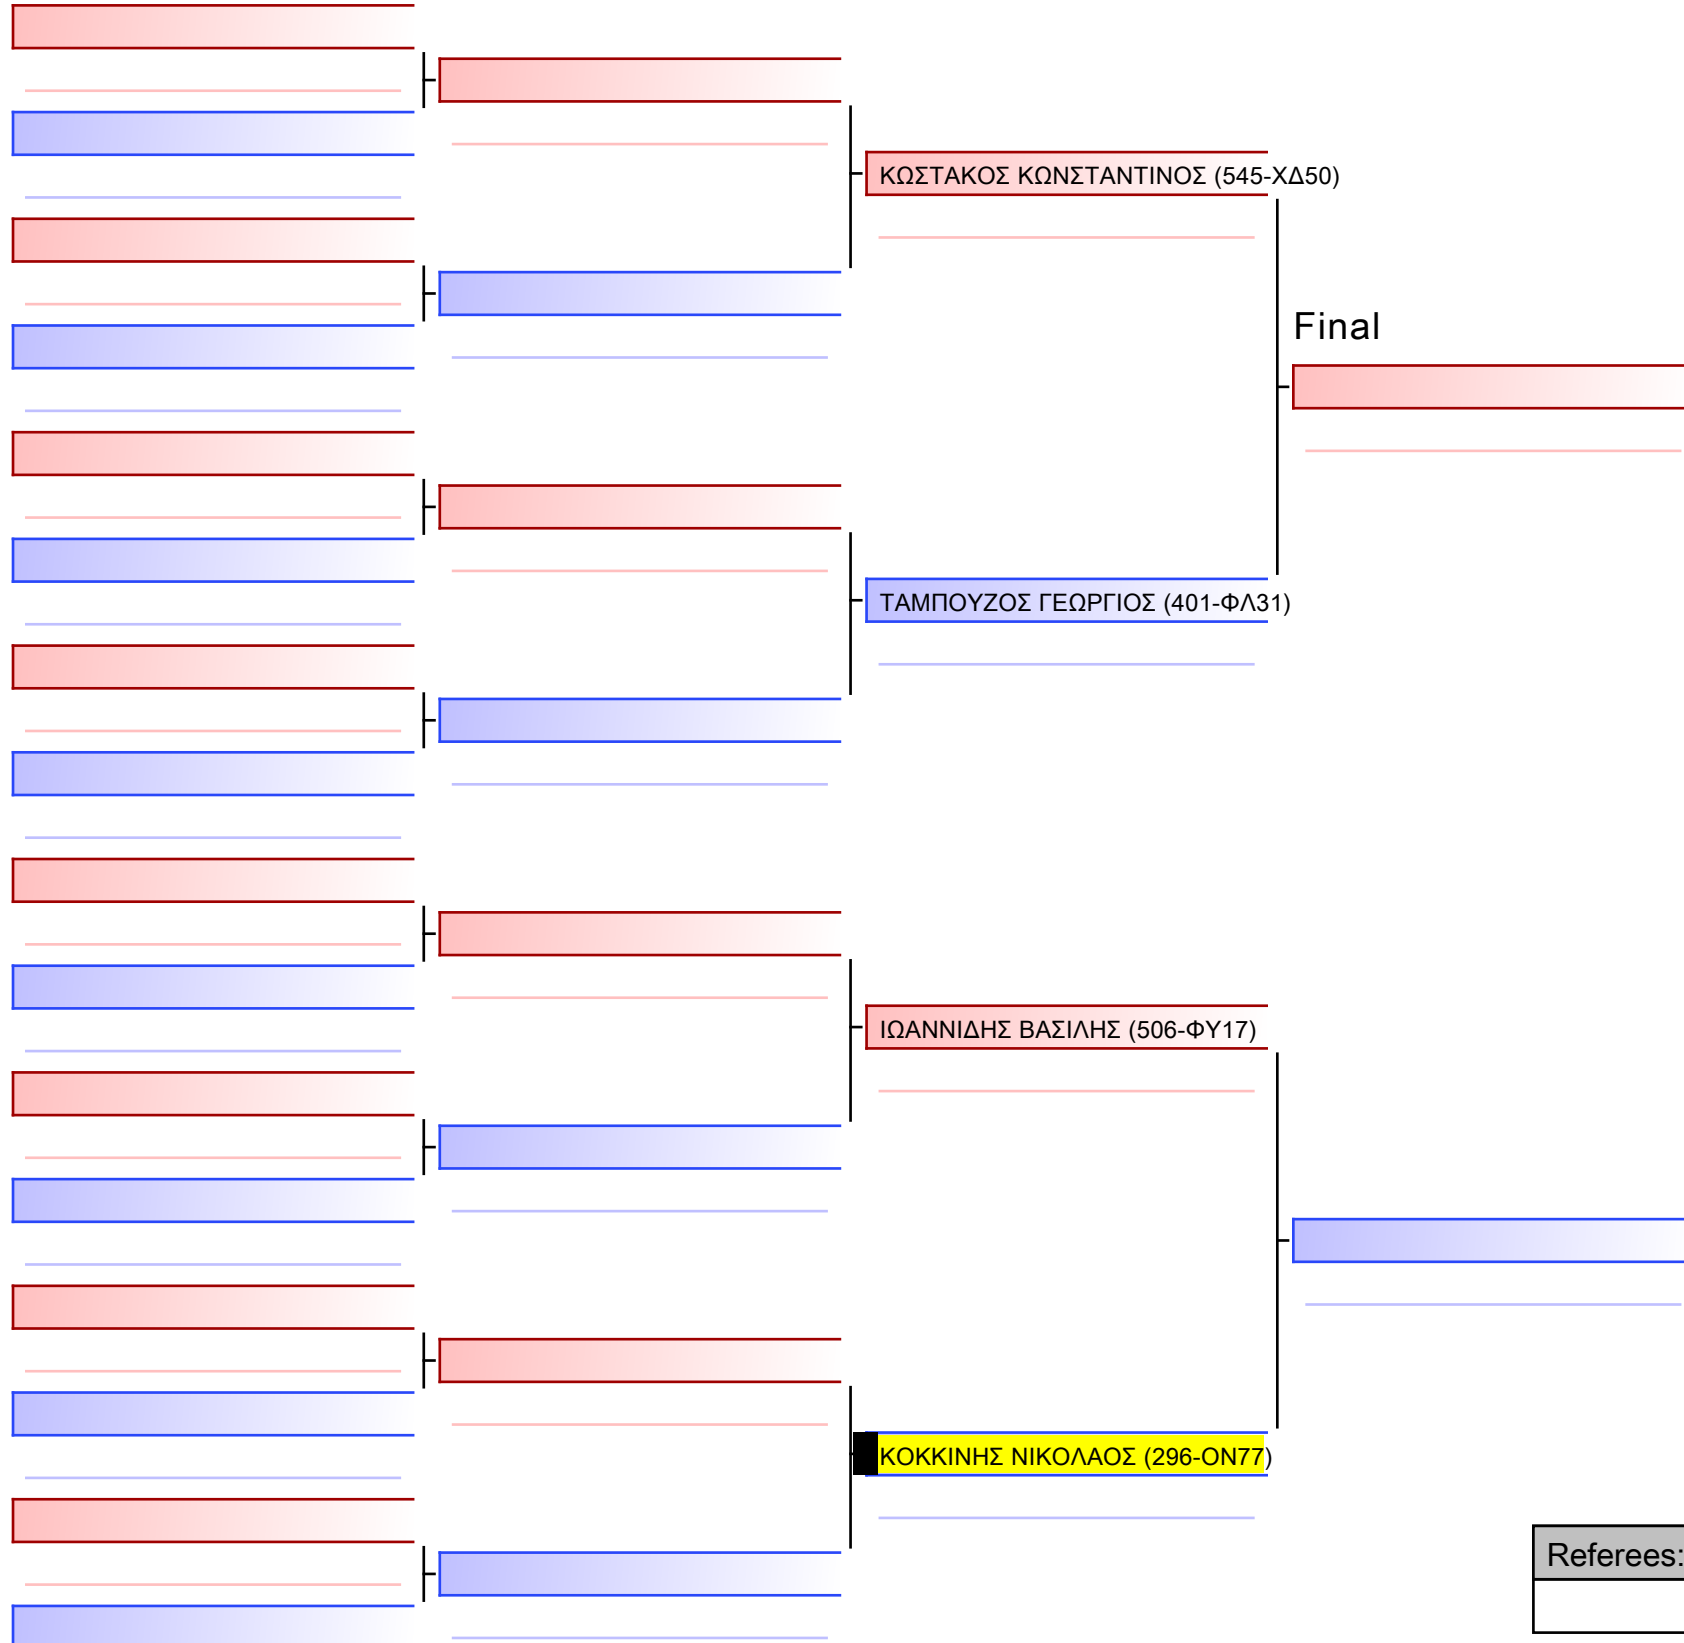 ΚΩΣΤΑΚΟΣ ΚΩΝΣΤΑΝΤΙΝΟΣ (545-ΧΔ50)
Final
ΤΑΜΠΟΥΖΟΣ ΓΕΩΡΓΙΟΣ (401-ΦΛ31)
ΙΩΑΝΝΙΔΗΣ ΒΑΣΙΛΗΣ (506-ΦΥ17)
ΚΟΚΚΙΝΗΣ ΝΙΚΟΛΑΟΣ (296-ΟΝ77)
Referees: